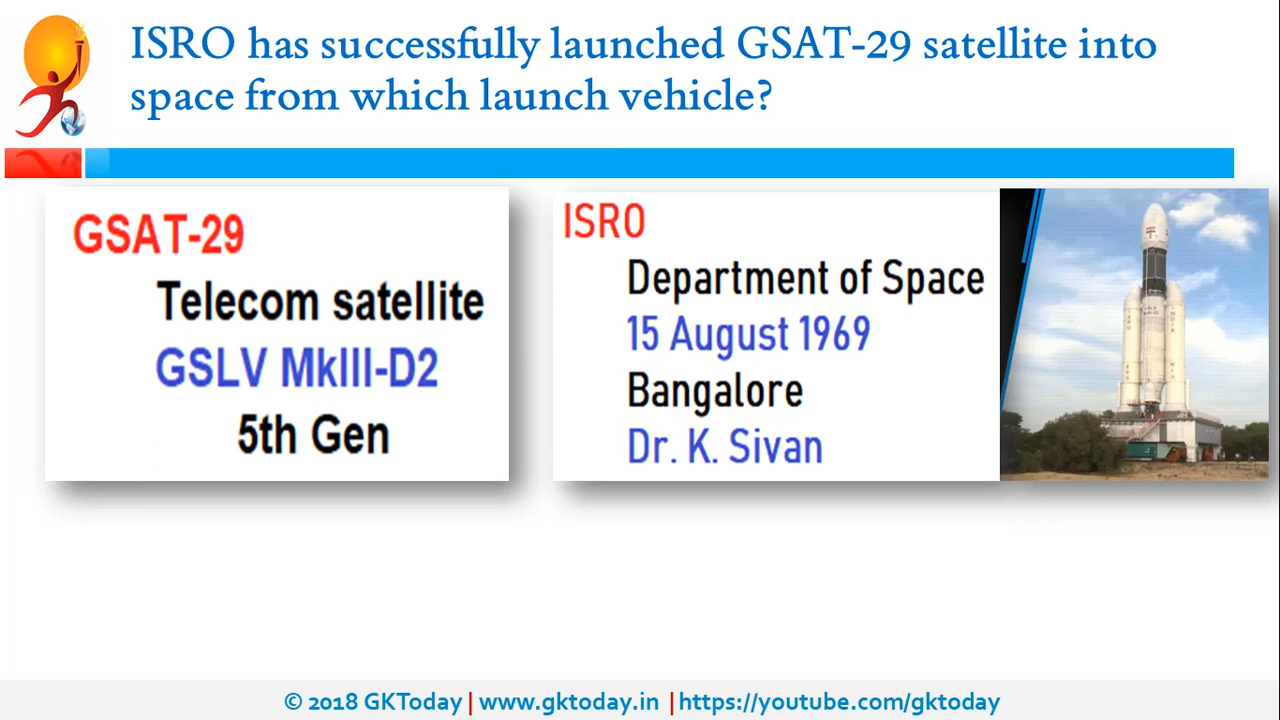 ISRO has successfully launched GSAT-29 satellite into
space from which launch vehicle?
GSAT-29
Telecom satellite
GSLV MkIII-D2
5th Gen
ISRO
Department of Space
15 August 1969
Bangalore
Dr. K. Sivan
© 2018 GKToday | www.gktoday.in | https://youtube.com/gktoday